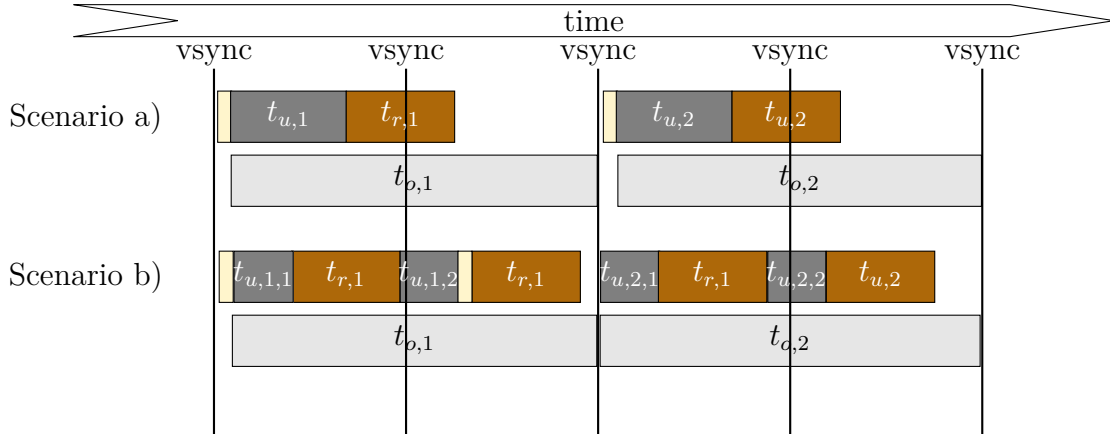 time
vsync vsync vsync vsync vsync
Scenario a) t_{u,1} t_{r,1} t_{u,2} t_{u,2}
t_{o,1} t_{o,2}
Scenario b) t_{u,1,1} t_{r,1} t_{u,1,2} t_{r,1} t_{u,2,1} t_{r,1} t_{u,2,2} t_{u,2}
t_{o,1} t_{o,2}